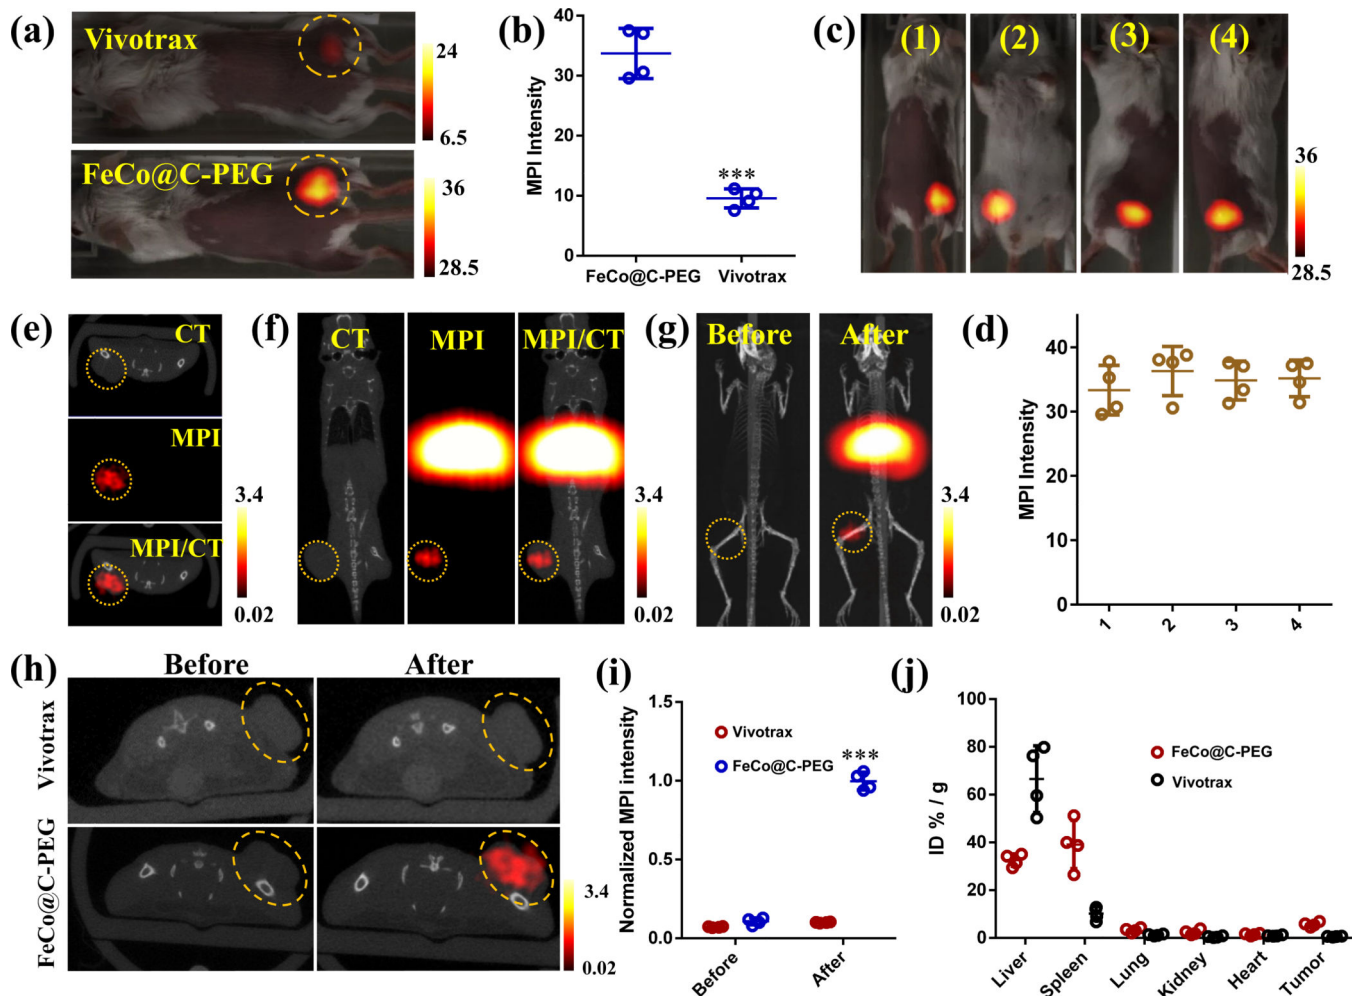 (a)
Vivotrax
24
6.5
FeCo@C-PEG
36
28.5
(b)
MPI Intensity
40
30
20
10
0
***
FeCo@C-PEG
Vivotrax
(c)
(1)
(2)
(3)
(4)
36
28.5
(e)
CT
MPI
MPI/CT
3.4
0.02
(f)
CT
MPI
MPI/CT
3.4
0.02
(g)
Before
After
3.4
0.02
(d)
MPI Intensity
40
30
20
10
0
1
2
3
4
(h)
Before
After
Vivotrax
FeCo@C-PEG
3.4
0.02
(i)
Normalized MPI intensity
1.5
1.0
0.5
0.0
Vivotrax
FeCo@C-PEG
***
Before
After
(j)
ID % / g
100
80
60
40
20
0
FeCo@C-PEG
Vivotrax
Liver
Spleen
Lung
Kidney
Heart
Tumor